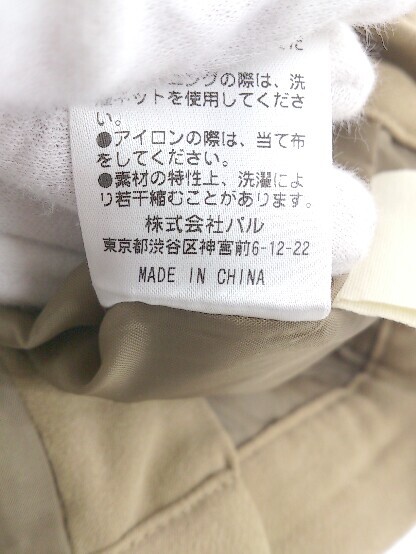 ニングの際は、洗
濯ネットを使用してくださ
い。
●アイロンの際は、当て布
をしてください。
●素材の特性上、洗濯によ
り若干縮むことがあります。
株式会社パル
東京都渋谷区神宮前6-12-22
MADE IN CHINA